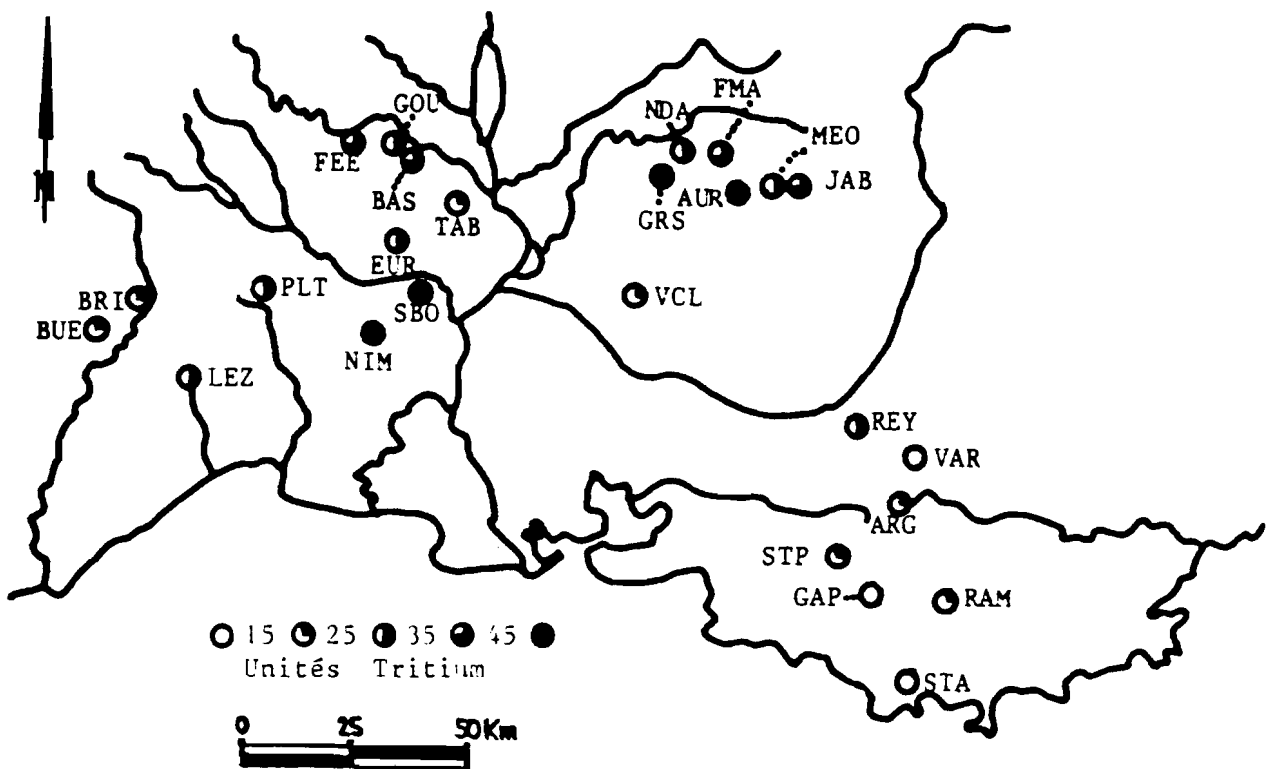 GOU
FMA
NDA
FEE
MEO
BAS
AUR
JAB
TAB
GRS
N
EUR
BRI
PLT
SBO
VCL
BUE
NIM
LEZ
REY
VAR
ARG
STP
GAP
RAM
15 25 35 45
Unités Tritium
STA
0 25 50Km